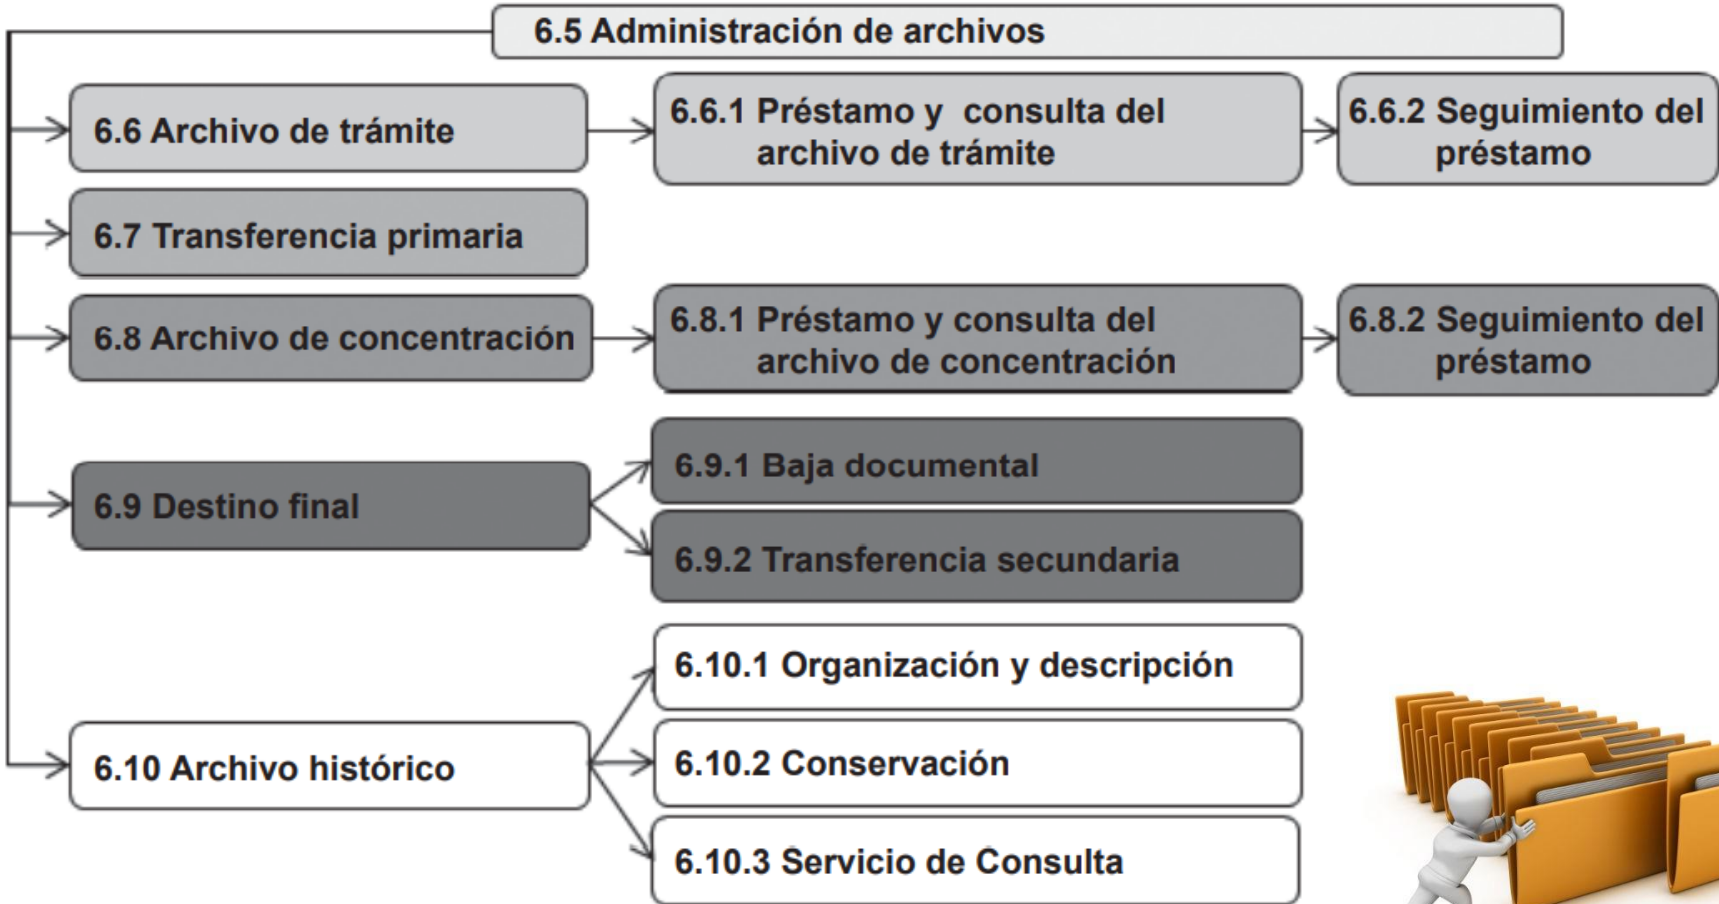 6.5 Administración de archivos
6.6 Archivo de trámite
6.6.1 Préstamo y consulta del
archivo de trámite
6.6.2 Seguimiento del
préstamo
6.7 Transferencia primaria
6.8 Archivo de concentración
6.8.1 Préstamo y consulta del
archivo de concentración
6.8.2 Seguimiento del
préstamo
6.9 Destino final
6.9.1 Baja documental
6.9.2 Transferencia secundaria
6.10 Archivo histórico
6.10.1 Organización y descripción
6.10.2 Conservación
6.10.3 Servicio de Consulta